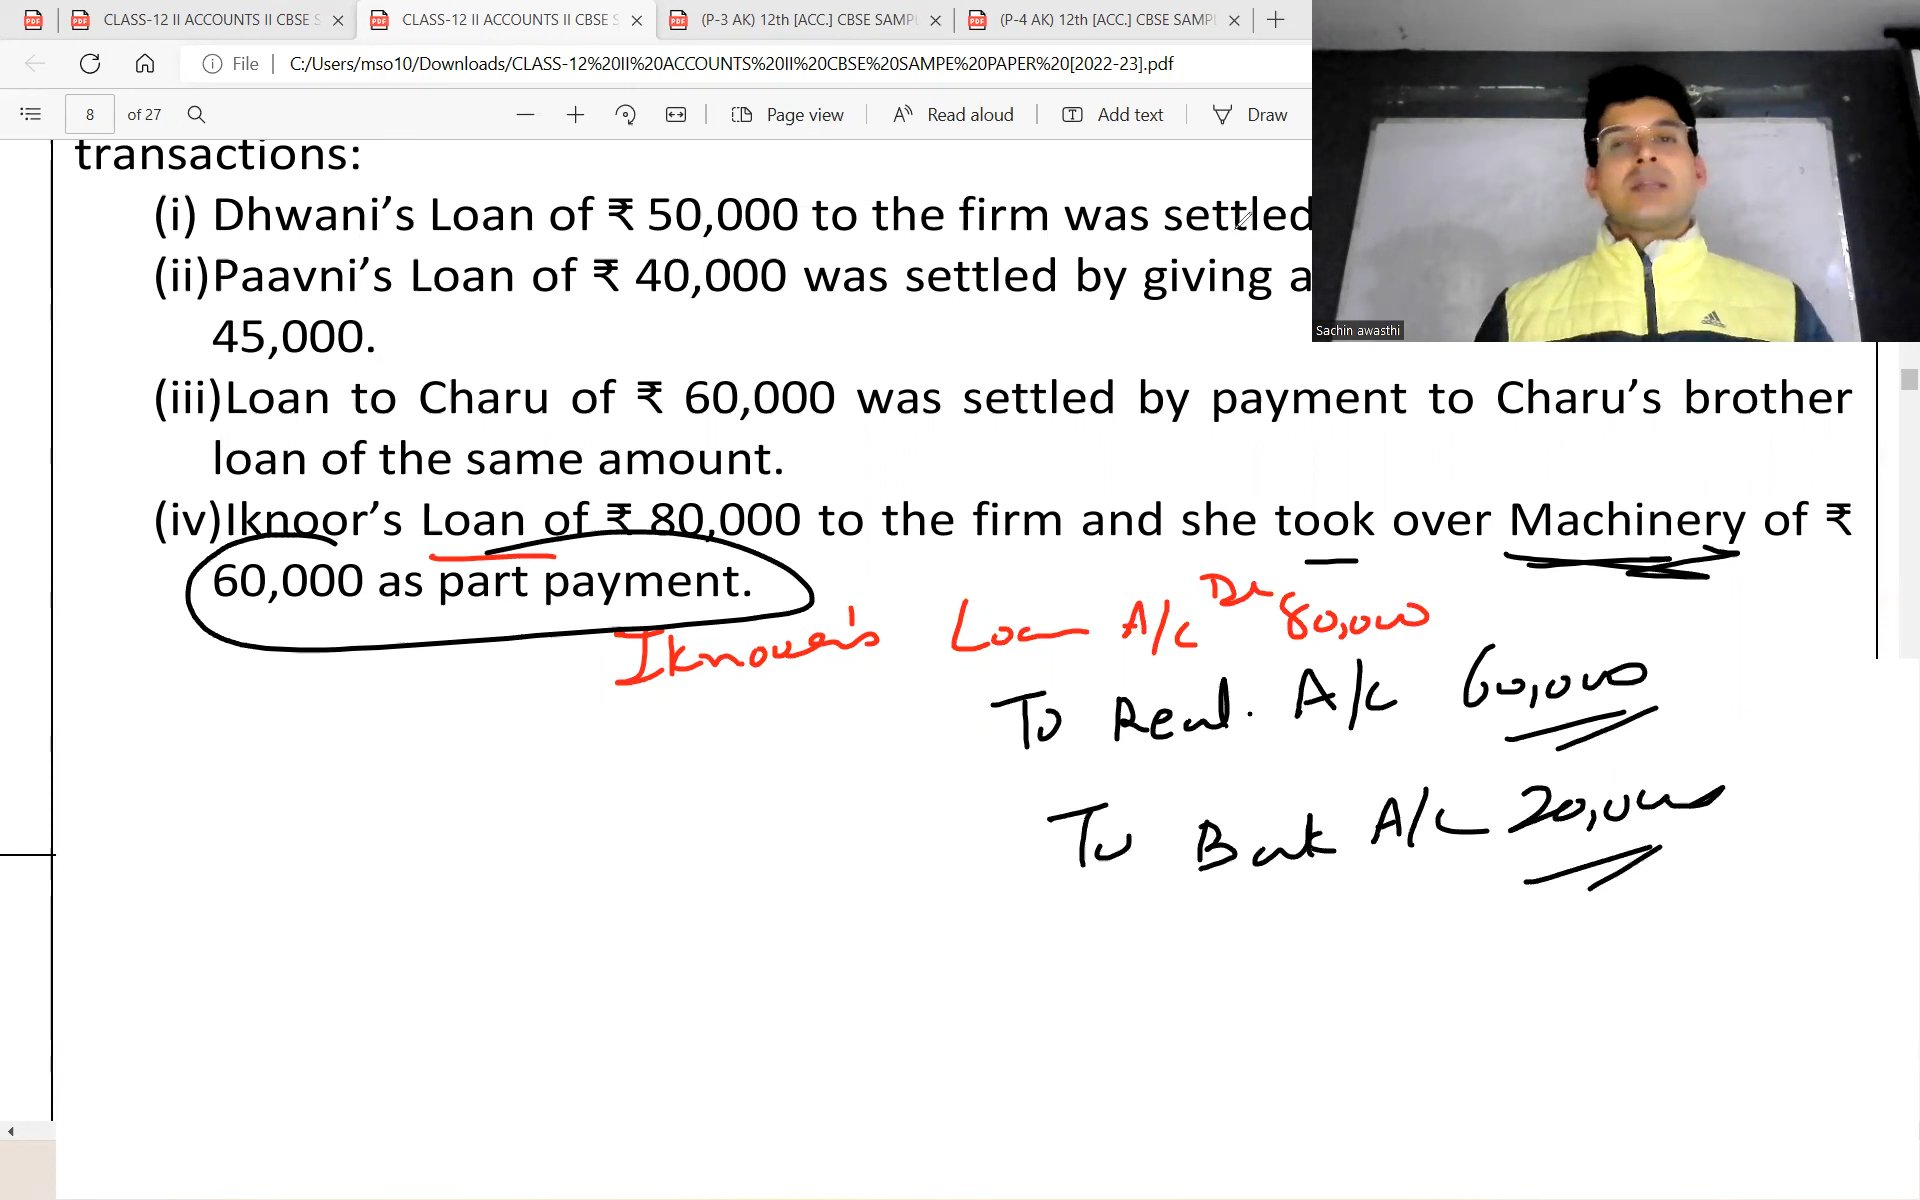 CLASS-12 II ACCOUNTS II CBSE S
CLASS-12 II ACCOUNTS II CBSE S
(P-3 AK) 12th [ACC.] CBSE SAMP
(P-4 AK) 12th [ACC.] CBSE SAMP
File C:/Users/mso10/Downloads/CLASS-12%20II%20ACCOUNTS%20II%20CBSE%20SAMPE%20PAPER%20[2022-23].pdf
8 of 27 Page view Read aloud Add text Draw
transactions:
(i) Dhwani’s Loan of ₹ 50,000 to the firm was settled
(ii) Paavni’s Loan of ₹ 40,000 was settled by giving a
45,000.
Sachin awasthi
(iii) Loan to Charu of ₹ 60,000 was settled by payment to Charu’s brother
loan of the same amount.
(iv) Iknoor’s Loan of ₹ 80,000 to the firm and she took over Machinery of ₹
60,000 as part payment.
Loan A/c Dr 80,000
To Real. A/c 60,000
To Bank A/c 20,000